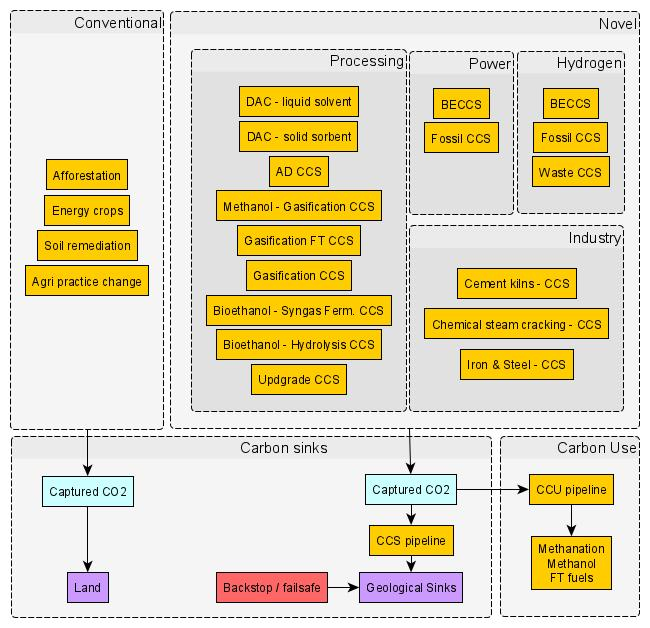 Conventional
Afforestation
Energy crops
Soil remediation
Agri practice change
Novel
Processing
DAC - liquid solvent
DAC - solid sorbent
AD CCS
Methanol - Gasification CCS
Gasification FT CCS
Gasification CCS
Bioethanol - Syngas Ferm. CCS
Bioethanol - Hydrolysis CCS
Updgrade CCS
Power
BECCS
Fossil CCS
Hydrogen
BECCS
Fossil CCS
Waste CCS
Industry
Cement kilns - CCS
Chemical steam cracking - CCS
Iron & Steel - CCS
Carbon sinks
Captured CO2
Land
Captured CO2
CCS pipeline
Backstop / failsafe
Geological Sinks
Carbon Use
CCU pipeline
Methanation
Methanol
FT fuels